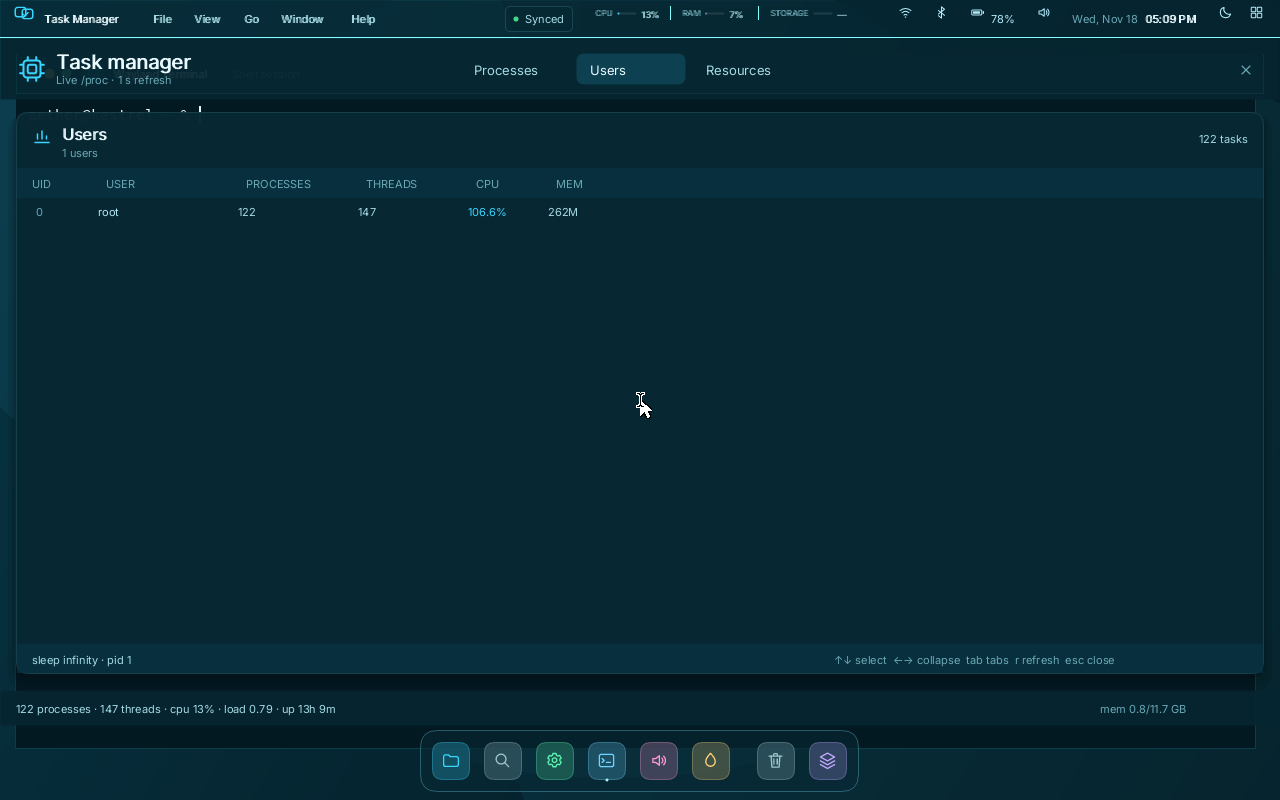 Task Manager File View Go Window Help Synced CPU 13% RAM 7% STORAGE — 78% Wed, Nov 18 05:09 PM
Task manager
Live /proc · 1 s refresh
Processes Users Resources
Users
1 users
122 tasks
UID USER PROCESSES THREADS CPU MEM
0 root 122 147 106.6% 262M
sleep infinity · pid 1
↑↓ select ←→ collapse tab tabs r refresh esc close
122 processes · 147 threads · cpu 13% · load 0.79 · up 13h 9m
mem 0.8/11.7 GB